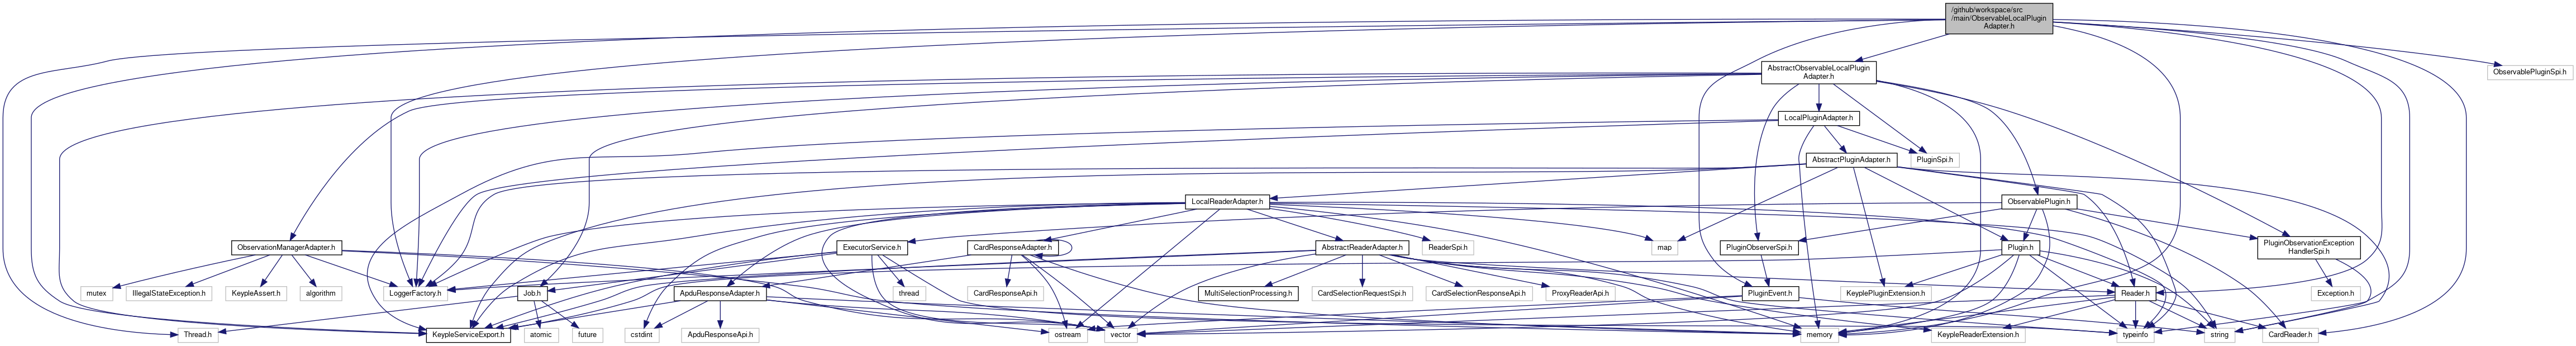 /github/workspace/src
/main/ObservableLocalPlugin
Adapter.h
AbstractObservableLocalPlugin
Adapter.h
ObservablePluginSpi.h
LocalPluginAdapter.h
AbstractPluginAdapter.h
PluginSpi.h
LocalReaderAdapter.h
ObservablePlugin.h
ObservationManagerAdapter.h
ExecutorService.h
CardResponseAdapter.h
AbstractReaderAdapter.h
ReaderSpi.h
map
PluginObserverSpi.h
Plugin.h
PluginObservationException
HandlerSpi.h
mutex
IllegalStateException.h
KeypleAssert.h
algorithm
LoggerFactory.h
Job.h
ApduResponseAdapter.h
thread
CardResponseApi.h
MultiSelectionProcessing.h
CardSelectionRequestSpi.h
CardSelectionResponseApi.h
ProxyReaderApi.h
PluginEvent.h
KeyplePluginExtension.h
Reader.h
Exception.h
Thread.h
KeypleServiceExport.h
atomic
future
cstdint
ApduResponseApi.h
ostream
vector
memory
KeypleReaderExtension.h
typeinfo
string
CardReader.h